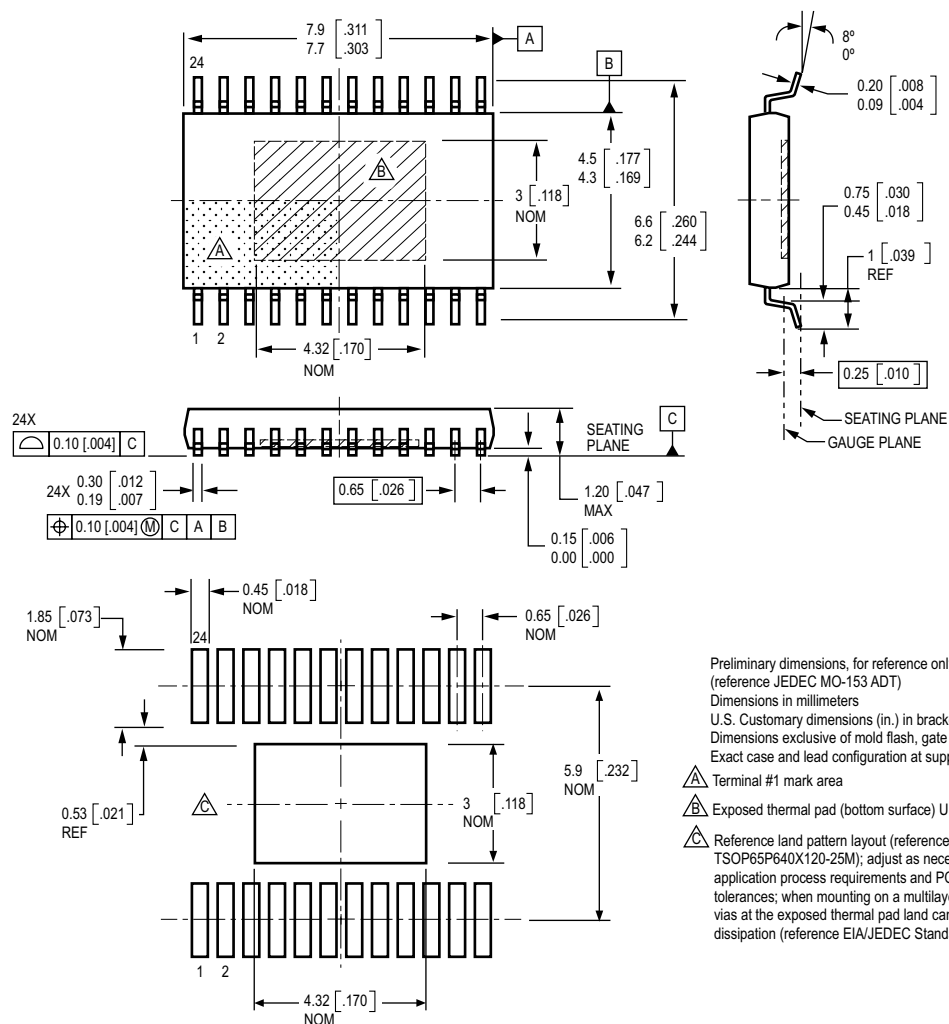 7.9 [.311]
7.7 [.303]
A
24
B
8º
0º
0.20 [.008]
0.09 [.004]
B
4.5 [.177]
4.3 [.169]
3 [.118]
NOM
6.6 [.260]
6.2 [.244]
0.75 [.030]
0.45 [.018]
A
1 [.039]
REF
1 2
4.32 [.170]
NOM
0.25 [.010]
24X
0.10 [.004] C
SEATING
PLANE
C
SEATING PLANE
GAUGE PLANE
24X 0.30 [.012]
0.19 [.007]
0.65 [.026]
1.20 [.047]
MAX
0.10 [.004] M C A B
0.15 [.006]
0.00 [.000]
0.45 [.018]
NOM
0.65 [.026]
NOM
1.85 [.073]
NOM
24
5.9 [.232]
NOM
3 [.118]
NOM
0.53 [.021]
REF
C
1 2
4.32 [.170]
NOM
Preliminary dimensions, for reference onl
(reference JEDEC MO-153 ADT)
Dimensions in millimeters
U.S. Customary dimensions (in.) in brack
Dimensions exclusive of mold flash, gate
Exact case and lead configuration at supp
A Terminal #1 mark area
B Exposed thermal pad (bottom surface) U
C Reference land pattern layout (reference
TSOP65P640X120-25M); adjust as nece
application process requirements and PC
tolerances; when mounting on a multilaye
vias at the exposed thermal pad land can
dissipation (reference EIA/JEDEC Stand